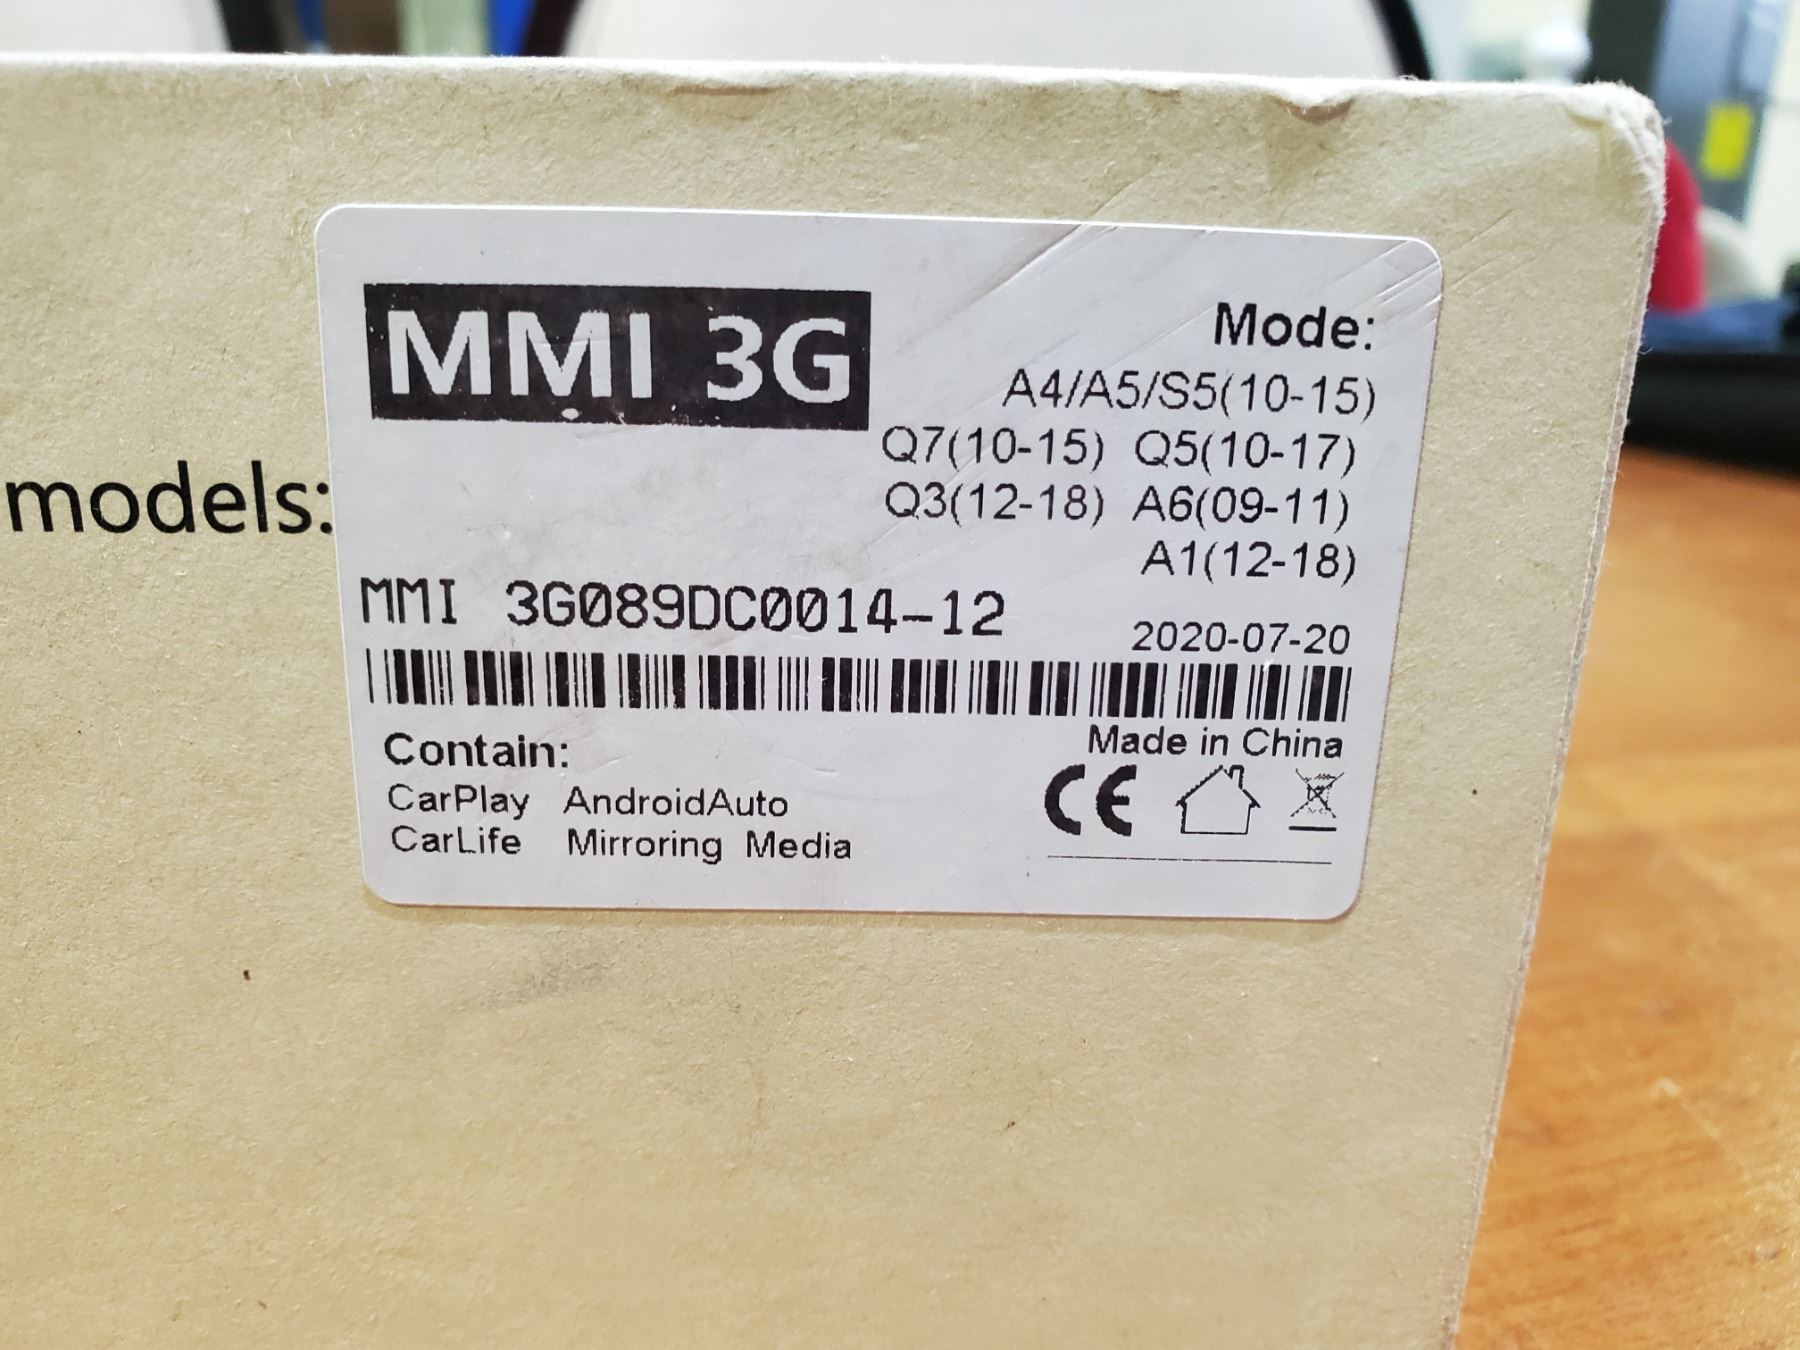 MMI 3G
Mode:
A4/A5/S5(10-15)
Q7(10-15) Q5(10-17)
Q3(12-18) A6(09-11)
A1(12-18)
models:
MMI 3G089DC0014-12
2020-07-20
Made in China
Contain:
CarPlay AndroidAuto
CarLife Mirroring Media
CE